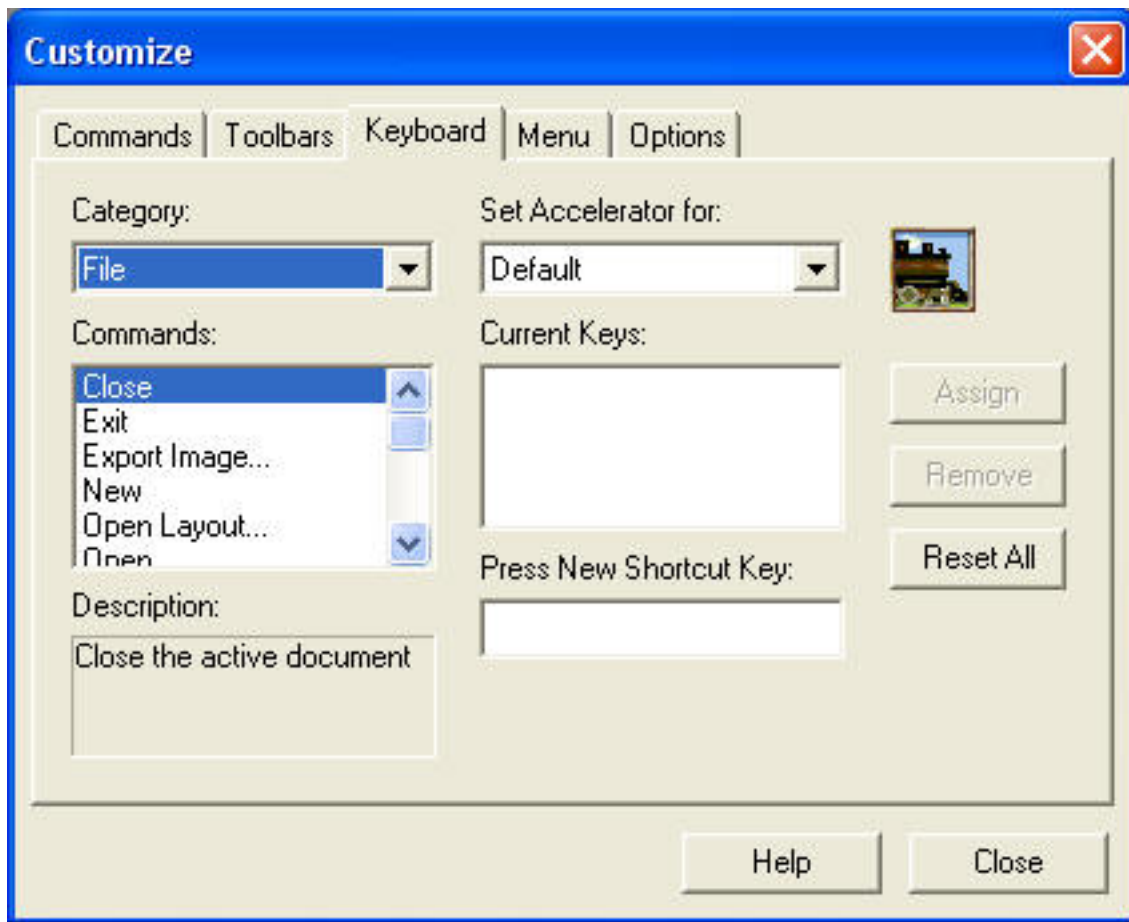 Customize
Commands Toolbars Keyboard Menu Options
Category:
File
Commands:
Close
Exit
Export Image...
New
Open Layout...
Open
Description:
Close the active document
Set Accelerator for:
Default
Current Keys:
Press New Shortcut Key:
Assign
Remove
Reset All
Help
Close